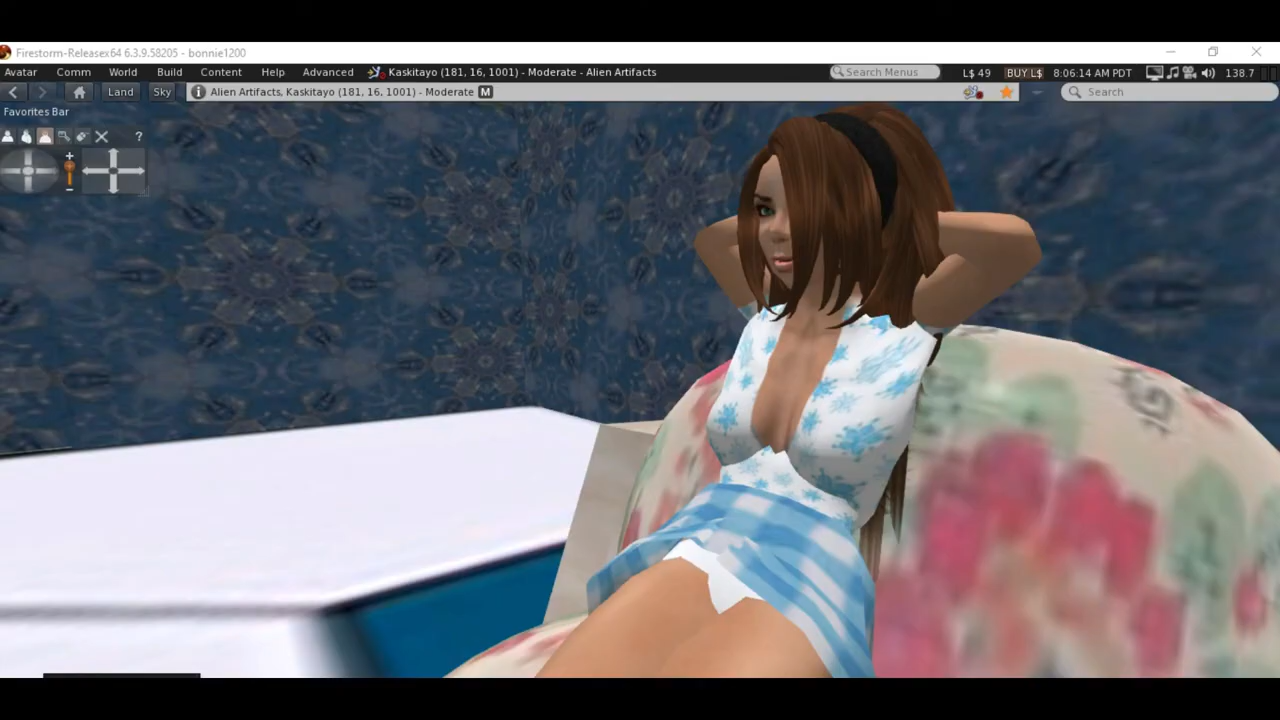 Firestorm-Releasex64 6.3.9.58205 - bonnie1200
Avatar Comm World Build Content Help Advanced Kaskitayo (181, 16, 1001) - Moderate - Alien Artifacts Search Menus L$ 49 BUY L$ 8:06:14 AM PDT 138.7
Land Sky Alien Artifacts, Kaskitayo (181, 16, 1001) - Moderate M Search
Favorites Bar
?